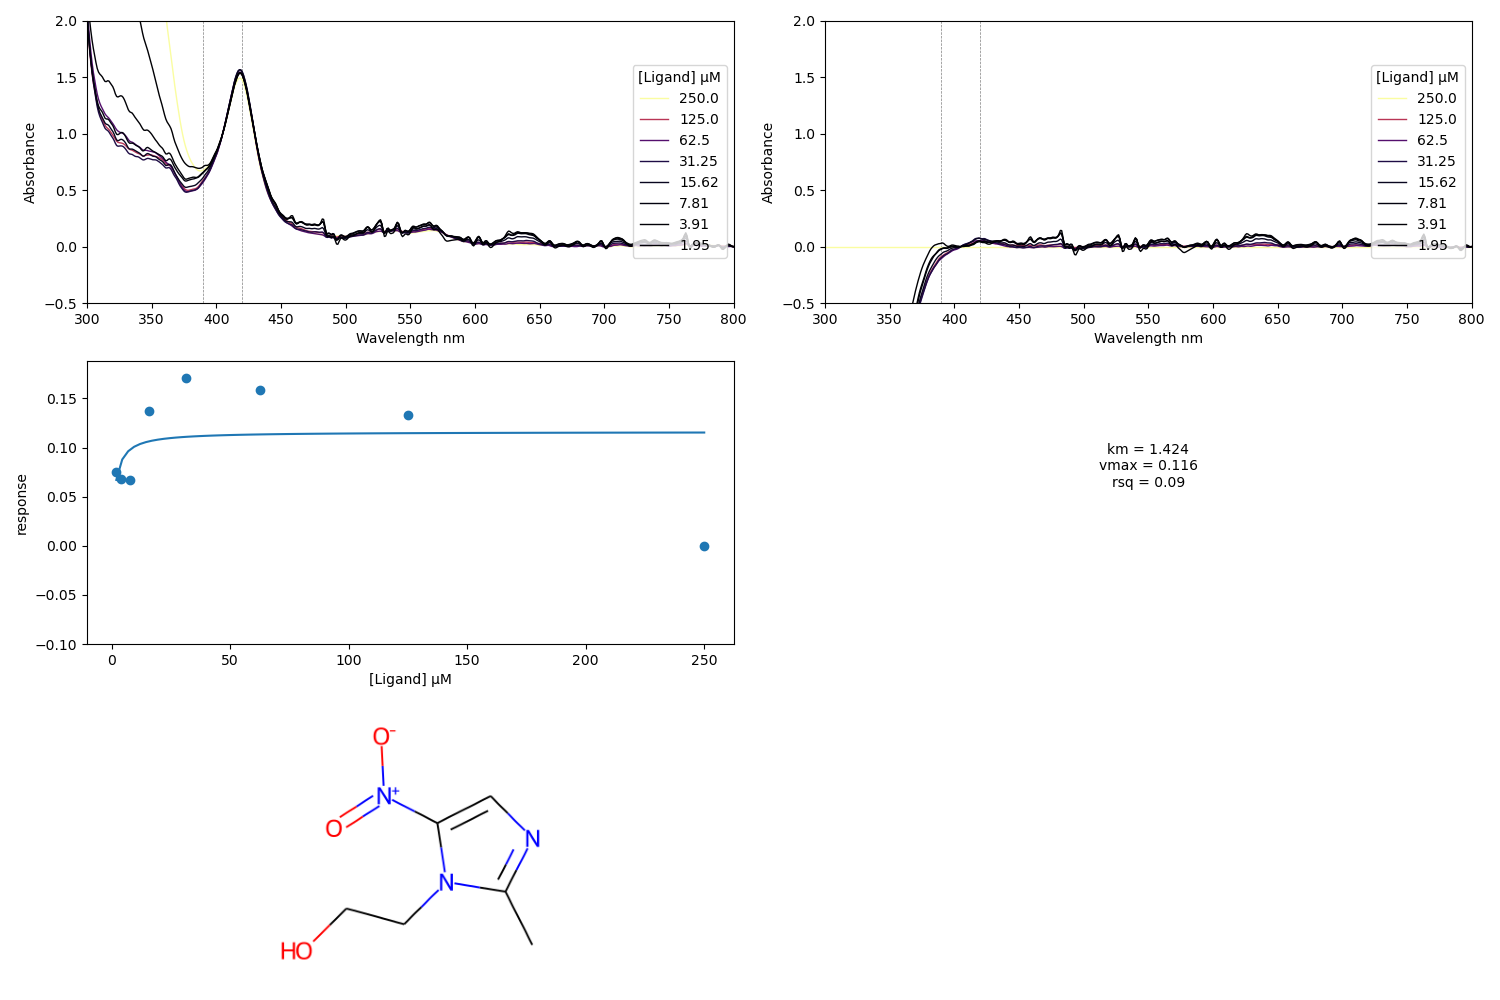 2.0
1.5
1.0
0.5
0.0
−0.5
Absorbance
300 350 400 450 500 550 600 650 700 750 800
Wavelength nm
[Ligand] µM
250.0
125.0
62.5
31.25
15.62
7.81
3.91
1.95
2.0
1.5
1.0
0.5
0.0
−0.5
Absorbance
300 350 400 450 500 550 600 650 700 750 800
Wavelength nm
[Ligand] µM
250.0
125.0
62.5
31.25
15.62
7.81
3.91
1.95
0.15
0.10
0.05
0.00
−0.05
−0.10
response
0 50 100 150 200 250
[Ligand] µM
km = 1.424
vmax = 0.116
rsq = 0.09
O-
N+
O
N
N
HO